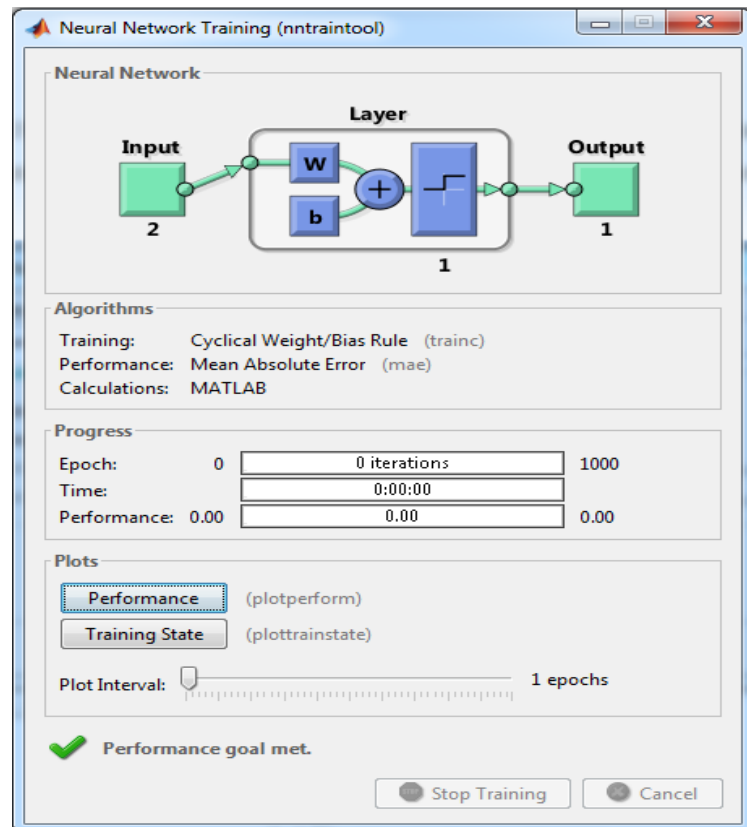 Neural Network Training (nntraintool)
Neural Network
Layer
Input
Output
W
b
+
2
1
1
Algorithms
Training: Cyclical Weight/Bias Rule (trainc)
Performance: Mean Absolute Error (mae)
Calculations: MATLAB
Progress
Epoch: 0 0 iterations 1000
Time: 0:00:00
Performance: 0.00 0.00 0.00
Plots
Performance (plotperform)
Training State (plottrainstate)
Plot Interval: 1 epochs
Performance goal met.
Stop Training Cancel